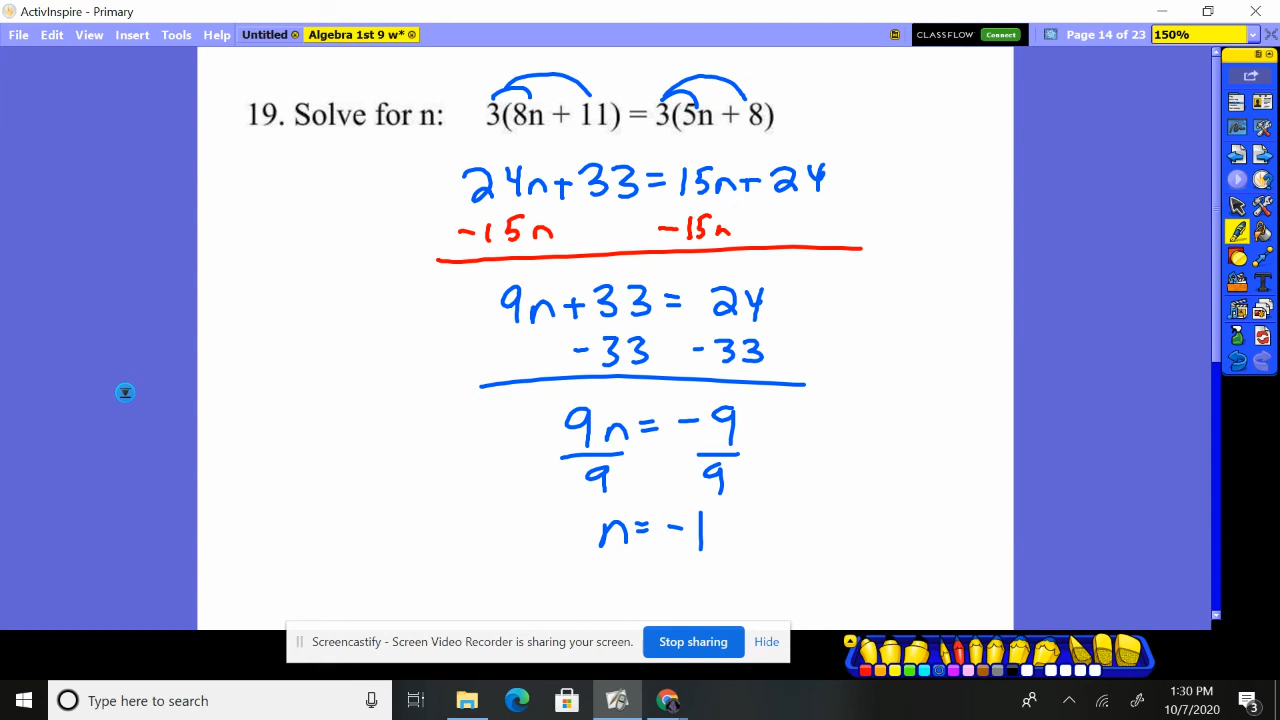 ActivInspire - Primary
File Edit View Insert Tools Help Untitled Algebra 1st 9 w* CLASSFLOW Connect Page 14 of 23 150%
19. Solve for n: 3(8n + 11) = 3(5n + 8)
24n+33=15n+24
-15n -15n
9n+33= 24
-33 -33
9n = -9
9 9
n= -1
Screencastify - Screen Video Recorder is sharing your screen. Stop sharing Hide
Type here to search
1:30 PM
10/7/2020
3